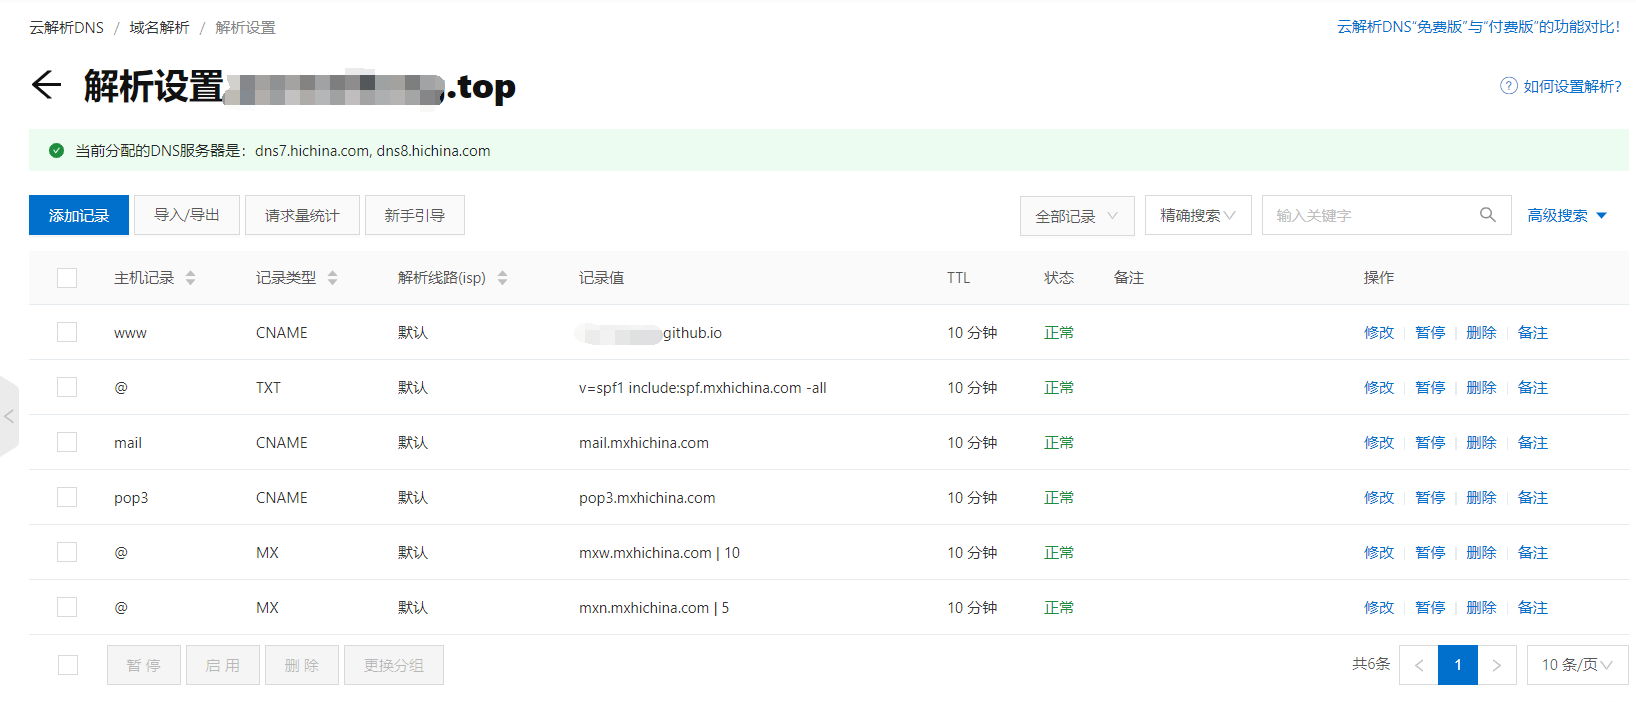 云解析DNS / 域名解析 / 解析设置
云解析DNS“免费版”与“付费版”的功能对比!
解析设置 .top
如何设置解析?
当前分配的DNS服务器是：dns7.hichina.com, dns8.hichina.com
添加记录 导入/导出 请求量统计 新手引导 全部记录 精确搜索 输入关键字 高级搜索
主机记录 记录类型 解析线路(isp) 记录值 TTL 状态 备注 操作
www CNAME 默认 github.io 10 分钟 正常 修改 暂停 删除 备注
@ TXT 默认 v=spf1 include:spf.mxhichina.com -all 10 分钟 正常 修改 暂停 删除 备注
mail CNAME 默认 mail.mxhichina.com 10 分钟 正常 修改 暂停 删除 备注
pop3 CNAME 默认 pop3.mxhichina.com 10 分钟 正常 修改 暂停 删除 备注
@ MX 默认 mxw.mxhichina.com | 10 10 分钟 正常 修改 暂停 删除 备注
@ MX 默认 mxn.mxhichina.com | 5 10 分钟 正常 修改 暂停 删除 备注
暂停 启用 删除 更换分组 共6条 < 1 > 10 条/页